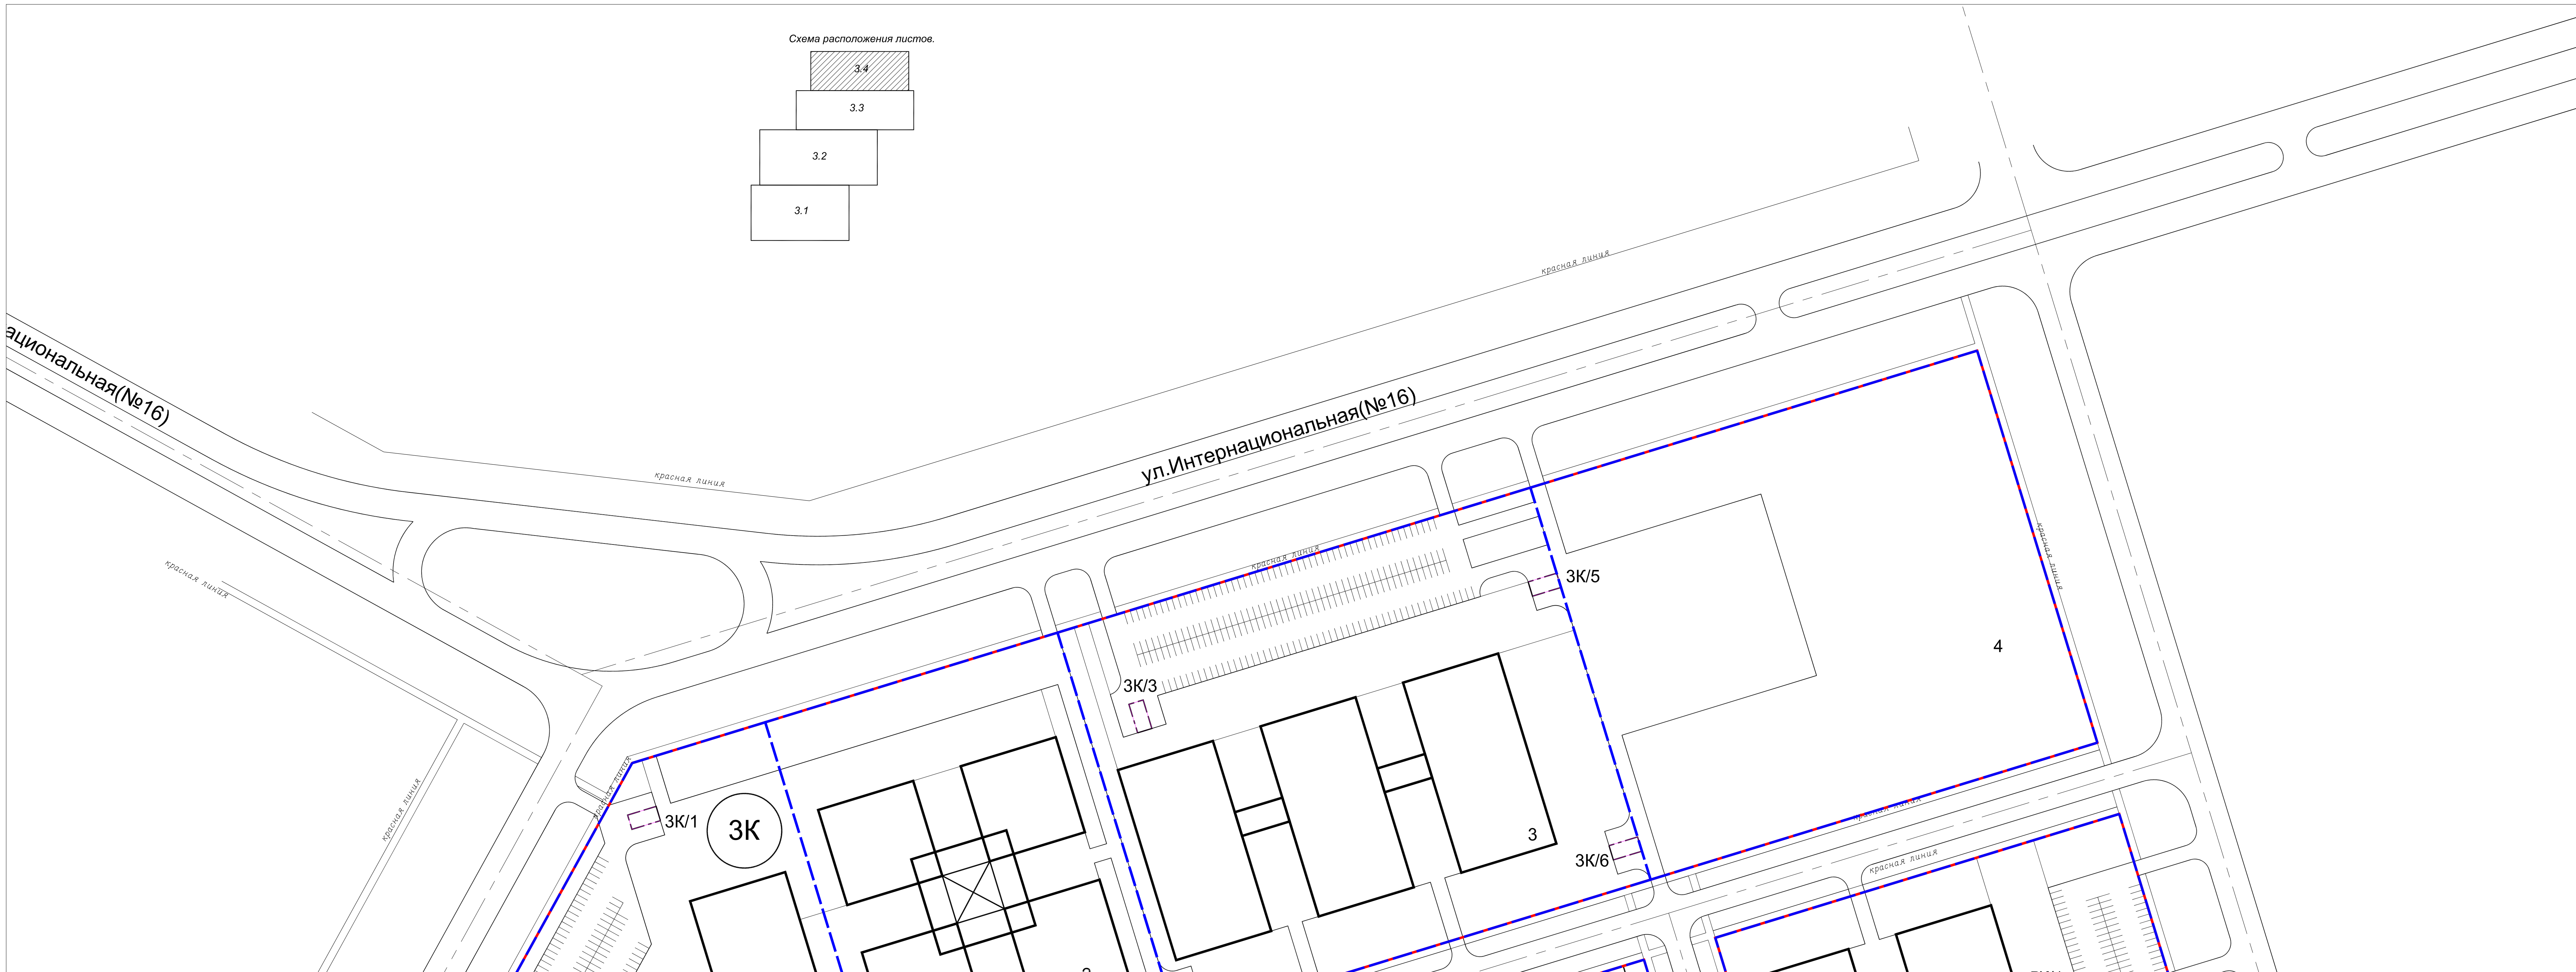 Схема расположения листов.
3.4
3.3
3.2
3.1
красная линия
ациональная(№16)
ул.Интернациональная(№16)
красная линия
красная линия
красная линия
красная линия
3К/5
4
3К/3
красная линия
красная линия
3К/1
3К
3
3К/6
красная линия
красная линия